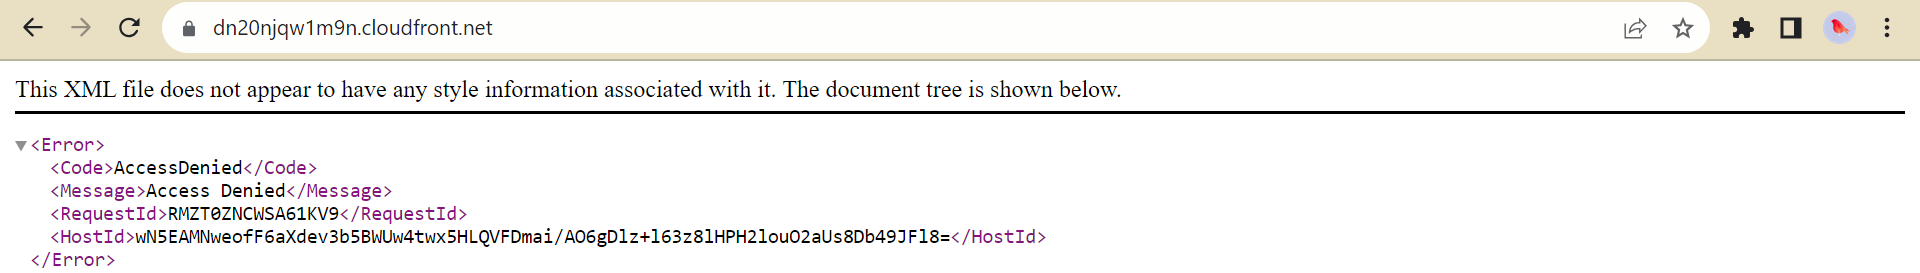 dn20njqw1m9n.cloudfront.net
This XML file does not appear to have any style information associated with it. The document tree is shown below.
<Error>
<Code>AccessDenied</Code>
<Message>Access Denied</Message>
<RequestId>RMZT0ZNCWSA61KV9</RequestId>
<HostId>wN5EAMNweofF6aXdev3b5BWUw4twx5HLQVFDmai/AO6gDlz+l63z8lHPH2louO2aUs8Db49JFl8=</HostId>
</Error>